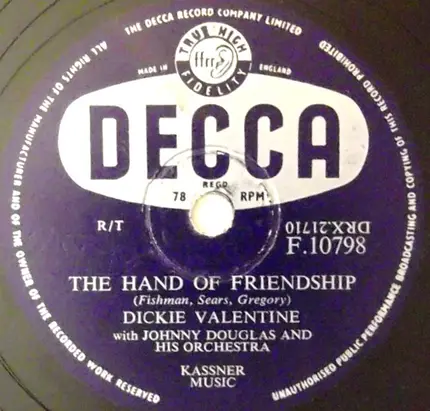 THE DECCA RECORD COMPANY LIMITED
ALL RIGHTS OF THE MANUFACTURER AND OF THE OWNER OF THE RECORDED WORK RESERVED
UNAUTHORISED PUBLIC PERFORMANCE BROADCASTING AND COPYING OF THIS RECORD PROHIBITED
TRUE HIGH
ffrr
FIDELITY
MADE IN ENGLAND
DECCA
REGD.
78 RPM
R/T
DRX.21710
F.10798
THE HAND OF FRIENDSHIP
(Fishman, Sears, Gregory)
DICKIE VALENTINE
with JOHNNY DOUGLAS AND
HIS ORCHESTRA
KASSNER
MUSIC